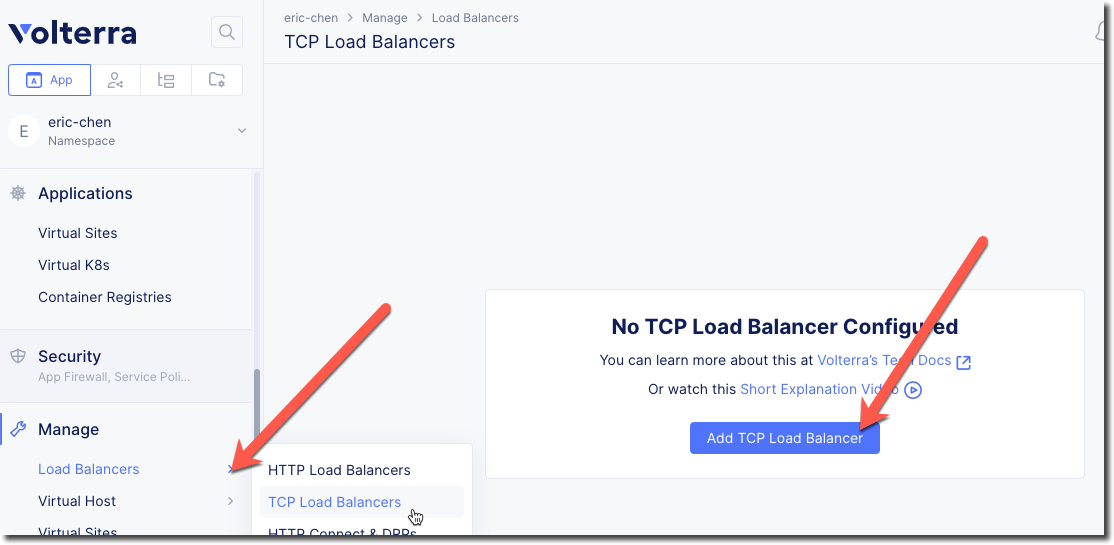 Volterra
App
E
eric-chen
Namespace
Applications
Virtual Sites
Virtual K8s
Container Registries
Security
App Firewall, Service Poli...
Manage
Load Balancers
Virtual Host
Virtual Sites
eric-chen > Manage > Load Balancers
TCP Load Balancers
HTTP Load Balancers
TCP Load Balancers
HTTP Connect & DRPs
No TCP Load Balancer Configured
You can learn more about this at Volterra's Tech Docs
Or watch this Short Explanation Video
Add TCP Load Balancer